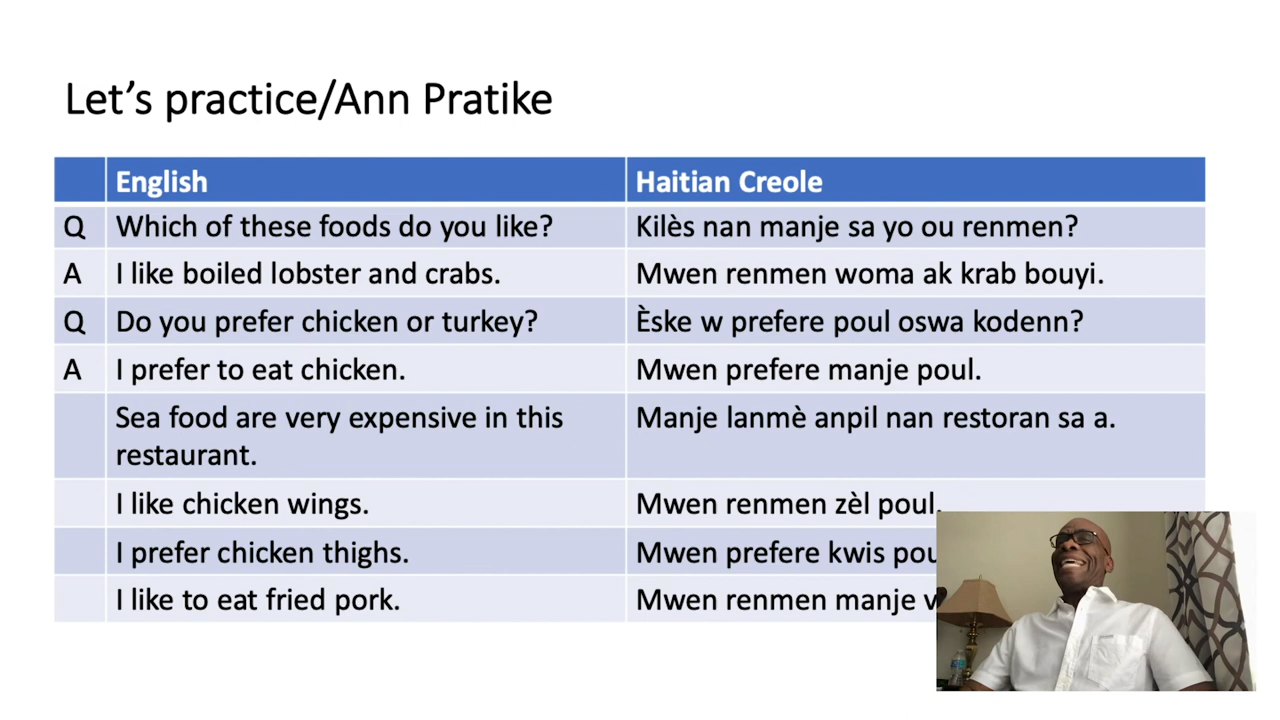 Let's practice/Ann Pratike
English Haitian Creole
Q Which of these foods do you like? Kilès nan manje sa yo ou renmen?
A I like boiled lobster and crabs. Mwen renmen woma ak krab bouyi.
Q Do you prefer chicken or turkey? Èske w prefere poul oswa kodenn?
A I prefer to eat chicken. Mwen prefere manje poul.
Sea food are very expensive in this Manje lanmè anpil nan restoran sa a.
restaurant.
I like chicken wings. Mwen renmen zèl poul.
I prefer chicken thighs. Mwen prefere kwis
I like to eat fried pork. Mwen renmen manje